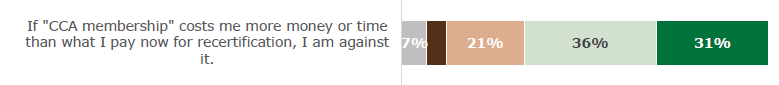 If "CCA membership" costs me more money or time
than what I pay now for recertification, I am against
it.
7% 21% 36% 31%